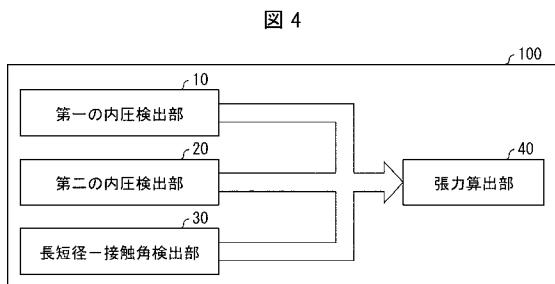 図 4
100
10
第一の内圧検出部
20
第二の内圧検出部
40
張力算出部
30
長短径－接触角検出部